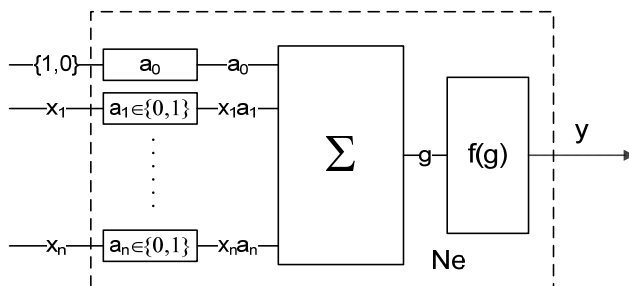 {1,0} a₀ a₀
x₁ a₁∈{0,1} x₁a₁
Σ g f(g) y
xₙ aₙ∈{0,1} xₙaₙ
Ne